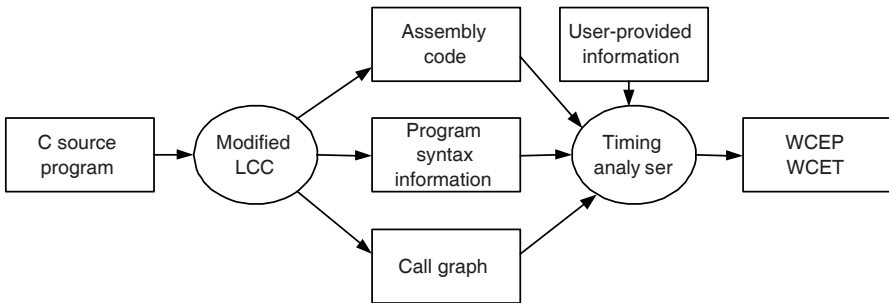 Assembly
code
User-provided
information
C source
program
Modified
LCC
Program
syntax
information
Timing
analy ser
WCEP
WCET
Call graph